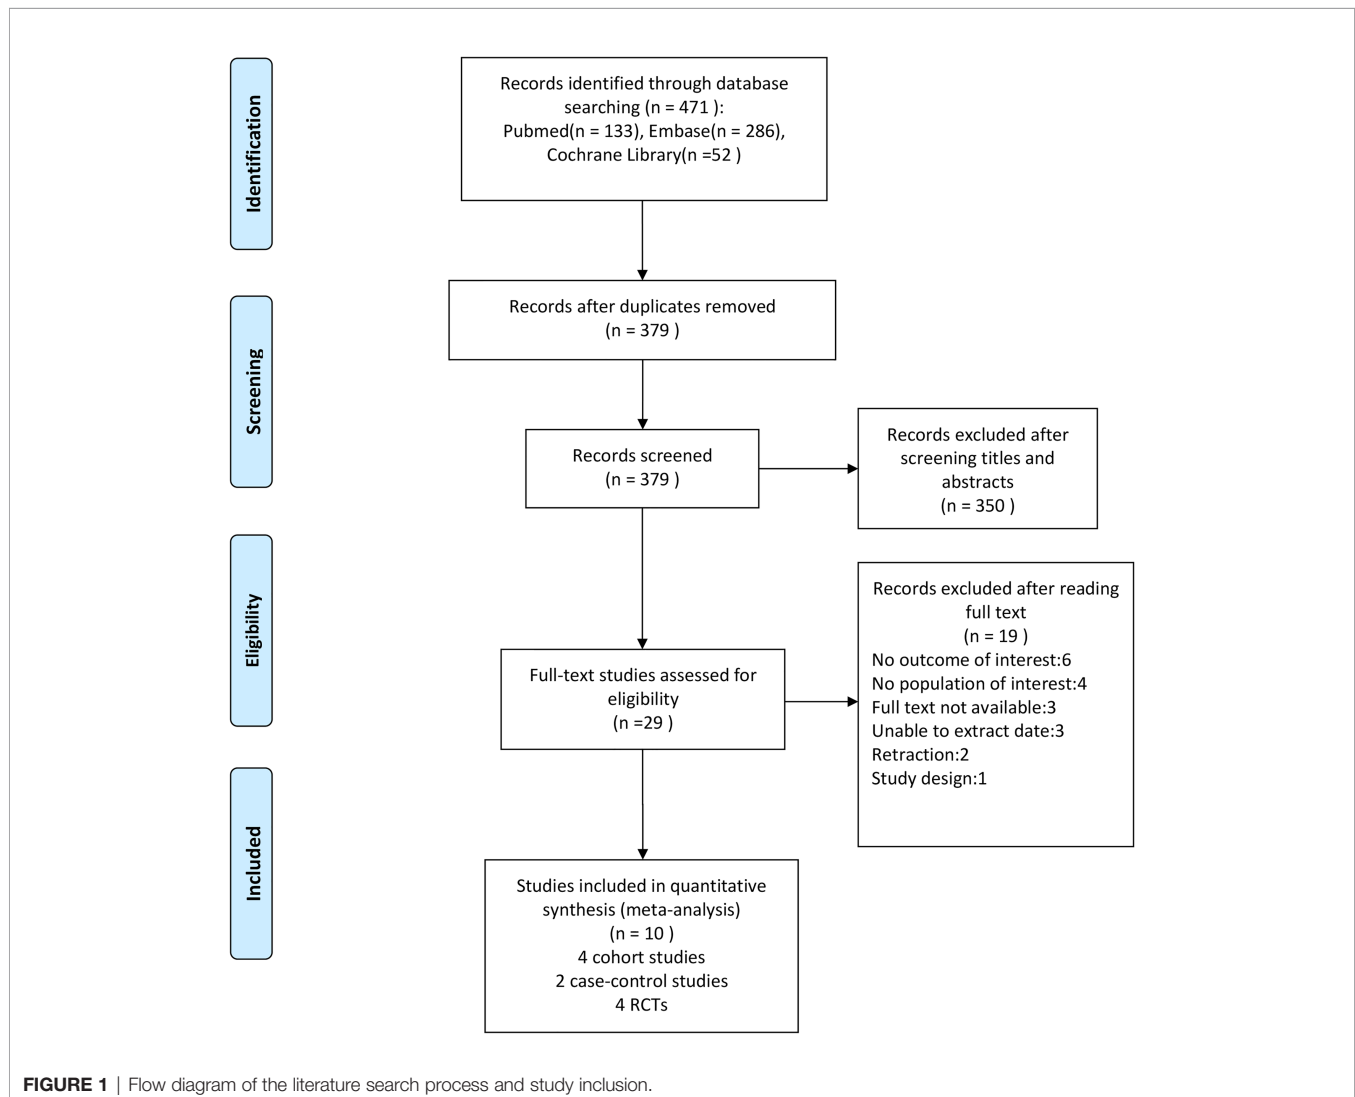 Identification
Records identified through database
searching (n = 471 ):
Pubmed(n = 133), Embase(n = 286),
Cochrane Library(n =52 )
Screening
Records after duplicates removed
(n = 379 )
Records screened
(n = 379 )
Records excluded after
screening titles and
abstracts
(n = 350 )
Eligibility
Full-text studies assessed for
eligibility
(n =29 )
Records excluded after reading
full text
(n = 19 )
No outcome of interest:6
No population of interest:4
Full text not available:3
Unable to extract date:3
Retraction:2
Study design:1
Included
Studies included in quantitative
synthesis (meta-analysis)
(n = 10 )
4 cohort studies
2 case-control studies
4 RCTs
FIGURE 1 | Flow diagram of the literature search process and study inclusion.